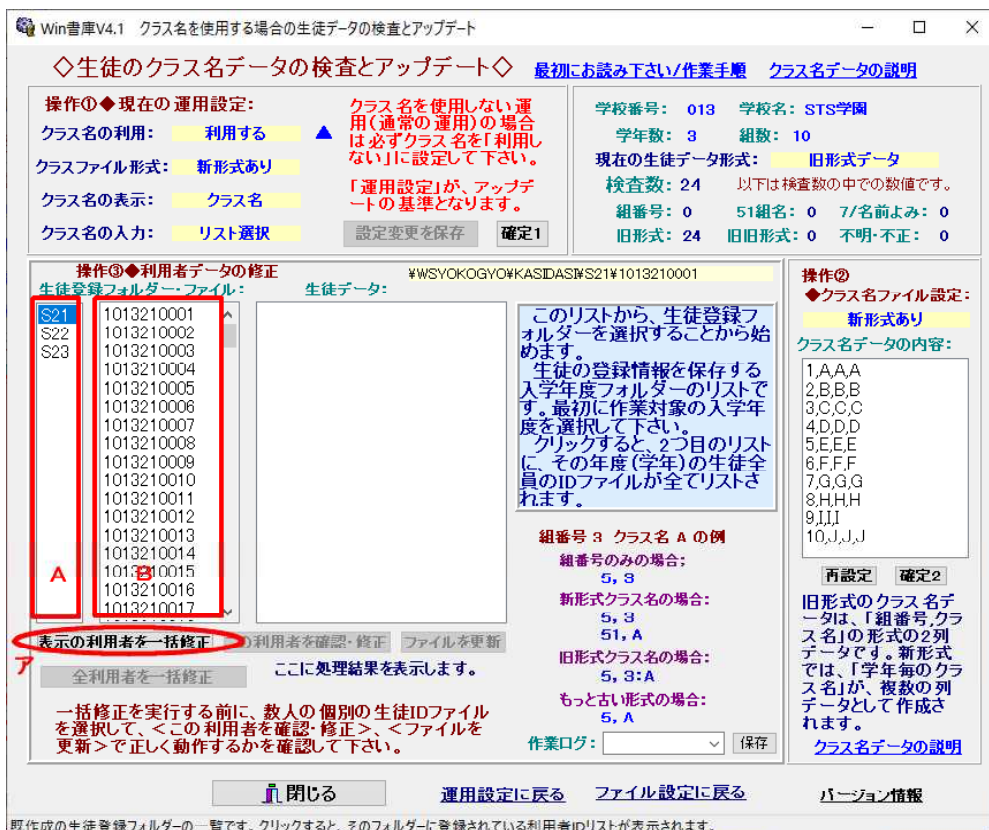 Win書庫V4.1 クラス名を使用する場合の生徒データの検査とアップデート
◇生徒のクラス名データの検査とアップデート◇ 最初にお読み下さい/作業手順 クラス名データの説明
操作①◆現在の運用設定:
クラス名の利用: 利用する ▲
クラスファイル形式: 新形式あり
クラス名の表示: クラス名
クラス名の入力: リスト選択
クラス名を使用しない運
用(通常の運用)の場合
は必ずクラス名を「利用し
ない」に設定して下さい。
「運用設定」が、アップデ
ートの基準となります。
設定変更を保存 確定1
学校番号: 013 学校名: STS学園
学年数: 3 組数: 10
現在の生徒データ形式: 旧形式データ
検査数: 24 以下は検査数の中での数値です。
組番号: 0 51組名: 0 7/名前よみ: 0
旧形式: 24 旧旧形式: 0 不明・不正: 0
操作③◆利用者データの修正 ¥WSYOKOGYO¥KASIDASI¥S21¥1013210001
生徒登録フォルダー・ファイル: 生徒データ:
S21
S22
S23
A
1013210001
1013210002
1013210003
1013210004
1013210005
1013210006
1013210007
1013210008
1013210009
1013210010
1013210011
1013210012
1013210013
1013210014
1013210015
1013210016
1013210017
B
このリストから、生徒登録フ
ォルダーを選択することから始
めます。
生徒の登録情報を保存する
入学年度フォルダーのリストで
す。最初に作業対象の入学年
度を選択して下さい。
クリックすると、2つ目のリスト
に、その年度(学年)の生徒全
員のIDファイルが全てリストさ
れます。
組番号 3 クラス名 A の例
組番号のみの場合;
5, 3
新形式クラス名の場合:
5, 3
51, A
旧形式クラス名の場合:
5, 3:A
もっと古い形式の場合:
5, A
作業ログ: 保存
表示の利用者を一括修正 の利用者を確認・修正 ファイルを更新
ア
全利用者を一括修正 ここに処理結果を表示します。
一括修正を実行する前に、数人の個別の生徒IDファイル
を選択して、<この利用者を確認・修正>、<ファイルを
更新>で正しく動作するかを確認して下さい。
操作②
◆クラス名ファイル設定:
新形式あり
クラス名データの内容:
1,A,A,A
2,B,B,B
3,C,C,C
4,D,D,D
5,E,E,E
6,F,F,F
7,G,G,G
8,H,H,H
9,I,I,I
10,J,J,J
再設定 確定2
旧形式のクラス名デ
ータは、「組番号,クラ
ス名」の形式の2列
データです。新形式
では、「学年毎のクラ
ス名」が、複数の列
データとして作成さ
れます。
クラス名データの説明
閉じる 運用設定に戻る ファイル設定に戻る バージョン情報
既作成の生徒登録フォルダーの一覧です。クリックすると、そのフォルダーに登録されている利用者IDリストが表示されます。